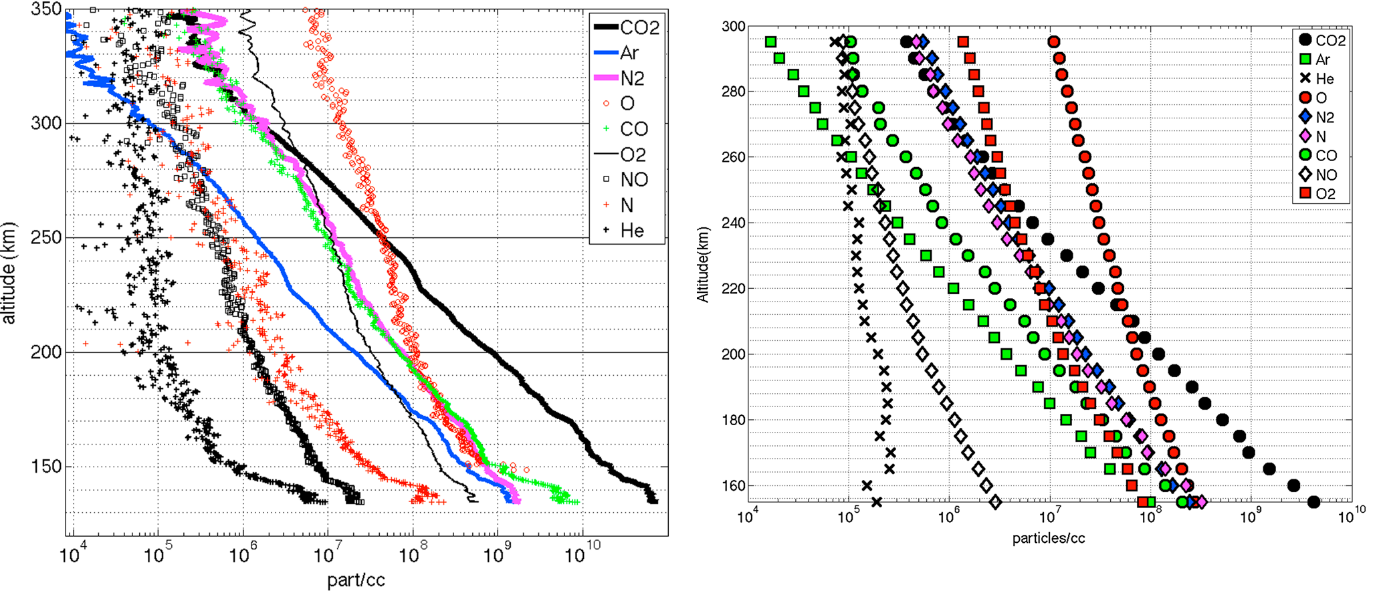 350
300
250
200
150
altitude (km)
10^4 10^5 10^6 10^7 10^8 10^9 10^10
part/cc
CO2
Ar
N2
O
CO
O2
NO
N
He
300
280
260
240
220
200
180
160
Altitude(km)
10^4 10^5 10^6 10^7 10^8 10^9 10^10
particles/cc
CO2
Ar
He
O
N2
N
CO
NO
O2